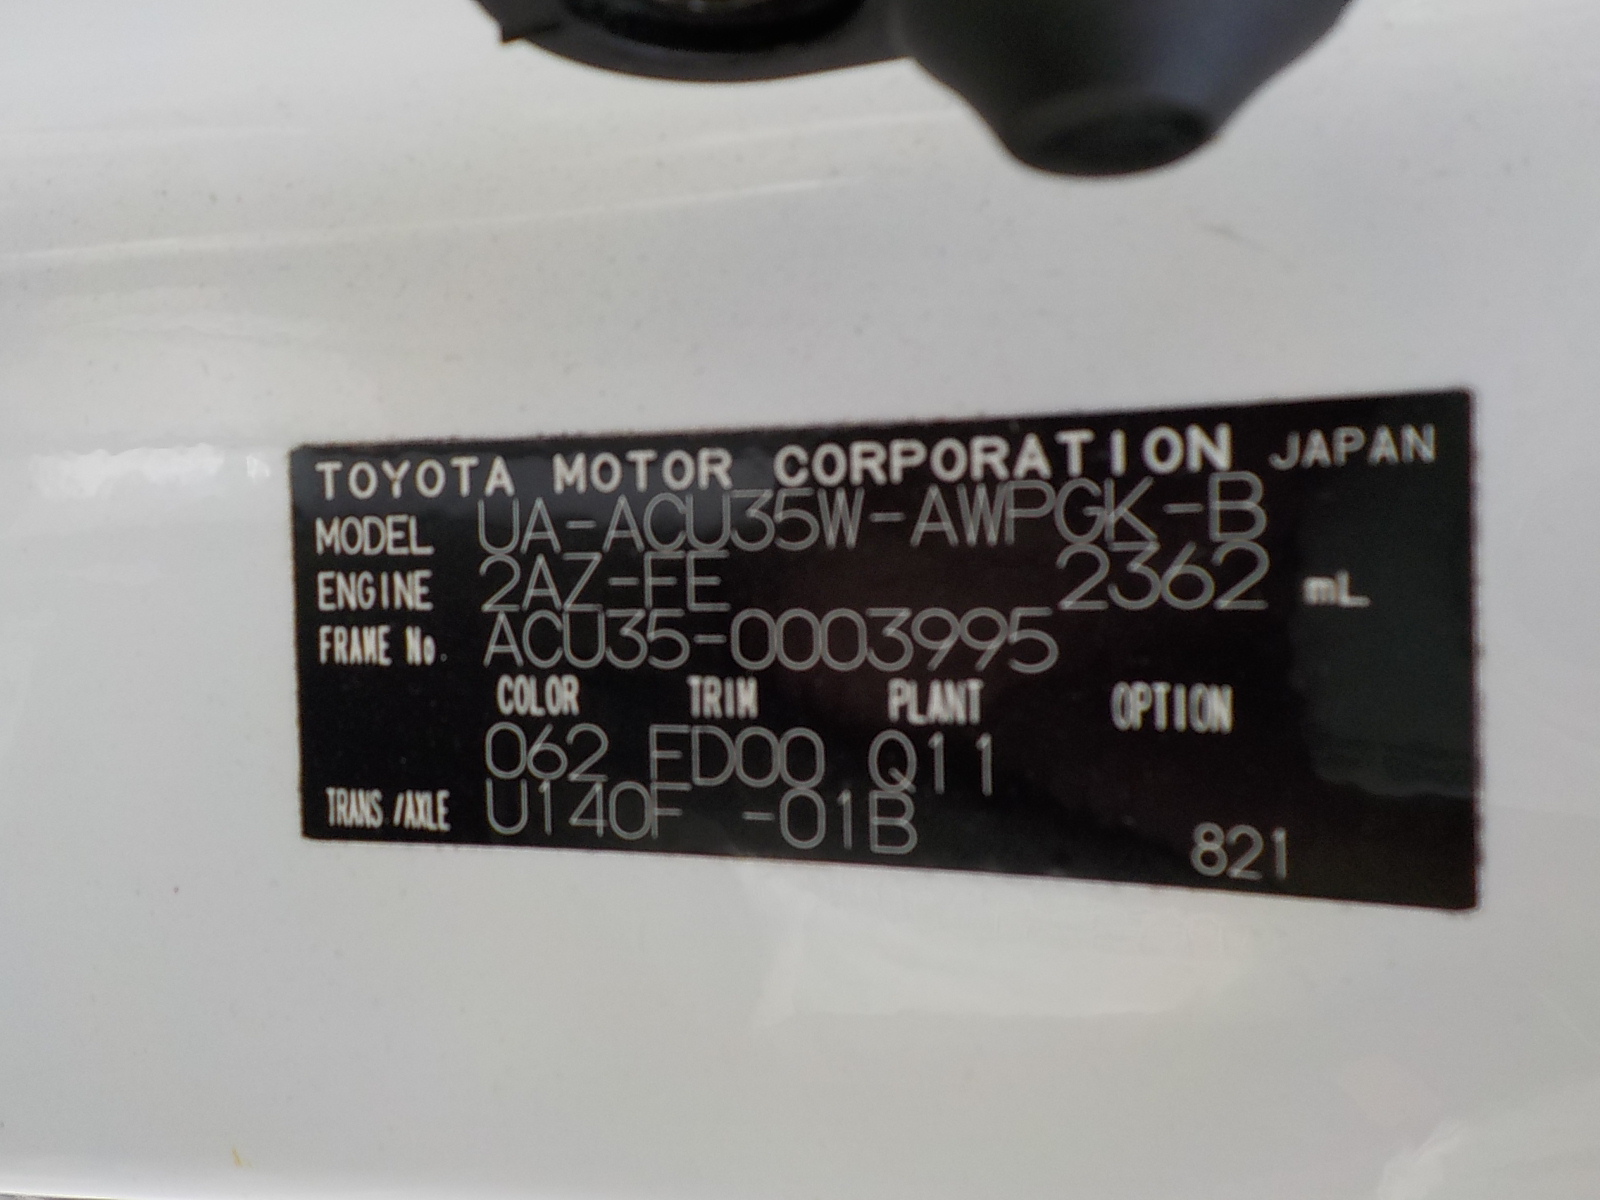 TOYOTA MOTOR CORPORATION JAPAN
MODEL UA-ACU35W-AWPGK-B
ENGINE 2AZ-FE 2362 mL
FRAME No. ACU35-0003995
COLOR TRIM PLANT OPTION
062 FD00 Q11
TRANS/AXLE U140F -01B 821